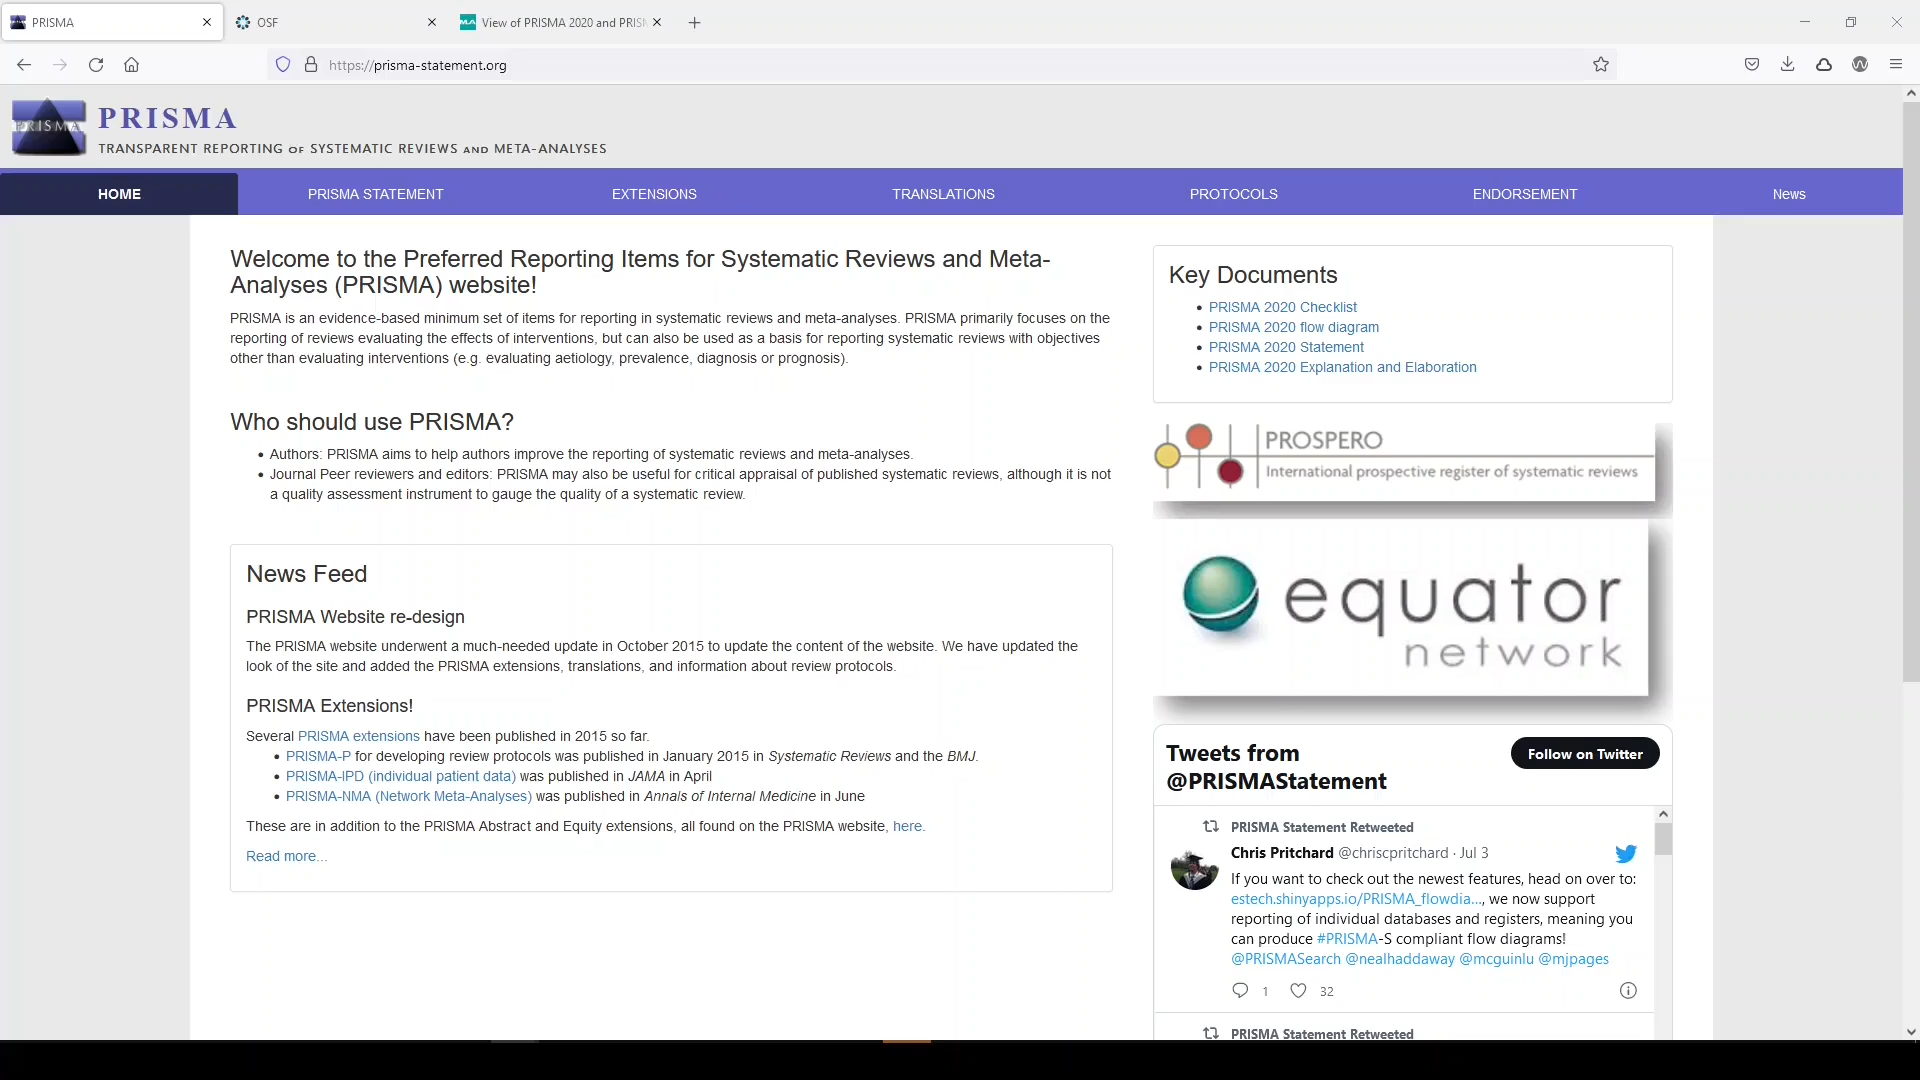 PRISMA
OSF
View of PRISMA 2020 and PRISM
https://prisma-statement.org
PRISMA
PRISMA
TRANSPARENT REPORTING OF SYSTEMATIC REVIEWS AND META-ANALYSES
HOME
PRISMA STATEMENT
EXTENSIONS
TRANSLATIONS
PROTOCOLS
ENDORSEMENT
News
Welcome to the Preferred Reporting Items for Systematic Reviews and Meta-
Analyses (PRISMA) website!
PRISMA is an evidence-based minimum set of items for reporting in systematic reviews and meta-analyses. PRISMA primarily focuses on the
reporting of reviews evaluating the effects of interventions, but can also be used as a basis for reporting systematic reviews with objectives
other than evaluating interventions (e.g. evaluating aetiology, prevalence, diagnosis or prognosis).
Who should use PRISMA?
• Authors: PRISMA aims to help authors improve the reporting of systematic reviews and meta-analyses.
• Journal Peer reviewers and editors: PRISMA may also be useful for critical appraisal of published systematic reviews, although it is not
a quality assessment instrument to gauge the quality of a systematic review.
News Feed
PRISMA Website re-design
The PRISMA website underwent a much-needed update in October 2015 to update the content of the website. We have updated the
look of the site and added the PRISMA extensions, translations, and information about review protocols.
PRISMA Extensions!
Several PRISMA extensions have been published in 2015 so far.
• PRISMA-P for developing review protocols was published in January 2015 in Systematic Reviews and the BMJ.
• PRISMA-IPD (individual patient data) was published in JAMA in April
• PRISMA-NMA (Network Meta-Analyses) was published in Annals of Internal Medicine in June
These are in addition to the PRISMA Abstract and Equity extensions, all found on the PRISMA website, here.
Read more...
Key Documents
• PRISMA 2020 Checklist
• PRISMA 2020 flow diagram
• PRISMA 2020 Statement
• PRISMA 2020 Explanation and Elaboration
PROSPERO
International prospective register of systematic reviews
equator
network
Tweets from
@PRISMAStatement
Follow on Twitter
PRISMA Statement Retweeted
Chris Pritchard @chriscpritchard · Jul 3
If you want to check out the newest features, head on over to:
estech.shinyapps.io/PRISMA_flowdia…, we now support
reporting of individual databases and registers, meaning you
can produce #PRISMA-S compliant flow diagrams!
@PRISMASearch @nealhaddaway @mcguinlu @mjpages
1 32
PRISMA Statement Retweeted